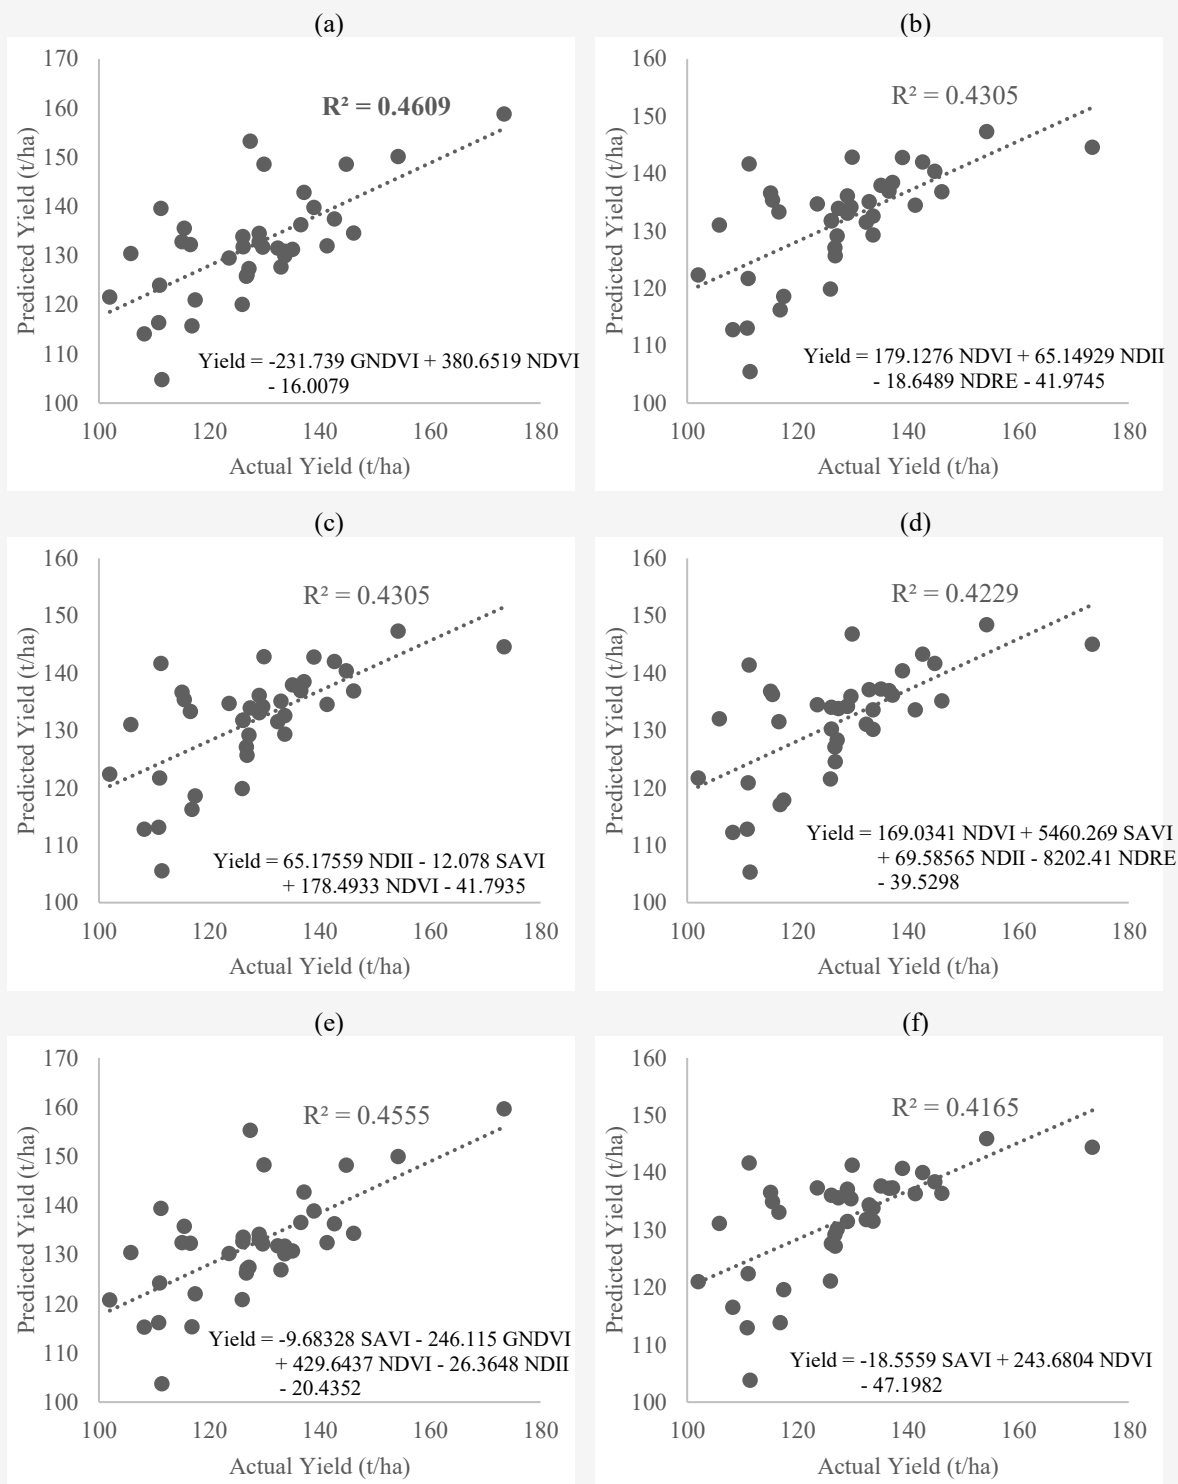 (a)
170
160
150
140
130
120
110
100
Predicted Yield (t/ha)
R² = 0.4609
Yield = -231.739 GNDVI + 380.6519 NDVI
- 16.0079
100 120 140 160 180
Actual Yield (t/ha)
(b)
160
150
140
130
120
110
100
Predicted Yield (t/ha)
R² = 0.4305
Yield = 179.1276 NDVI + 65.14929 NDII
- 18.6489 NDRE - 41.9745
100 120 140 160 180
Actual Yield (t/ha)
(c)
160
150
140
130
120
110
100
Predicted Yield (t/ha)
R² = 0.4305
Yield = 65.17559 NDII - 12.078 SAVI
+ 178.4933 NDVI - 41.7935
100 120 140 160 180
Actual Yield (t/ha)
(d)
160
150
140
130
120
110
100
Predicted Yield (t/ha)
R² = 0.4229
Yield = 169.0341 NDVI + 5460.269 SAVI
+ 69.58565 NDII - 8202.41 NDRE
- 39.5298
100 120 140 160 180
Actual Yield (t/ha)
(e)
170
160
150
140
130
120
110
100
Predicted Yield (t/ha)
R² = 0.4555
Yield = -9.68328 SAVI - 246.115 GNDVI
+ 429.6437 NDVI - 26.3648 NDII
- 20.4352
100 120 140 160 180
Actual Yield (t/ha)
(f)
160
150
140
130
120
110
100
Predicted Yield (t/ha)
R² = 0.4165
Yield = -18.5559 SAVI + 243.6804 NDVI
- 47.1982
100 120 140 160 180
Actual Yield (t/ha)